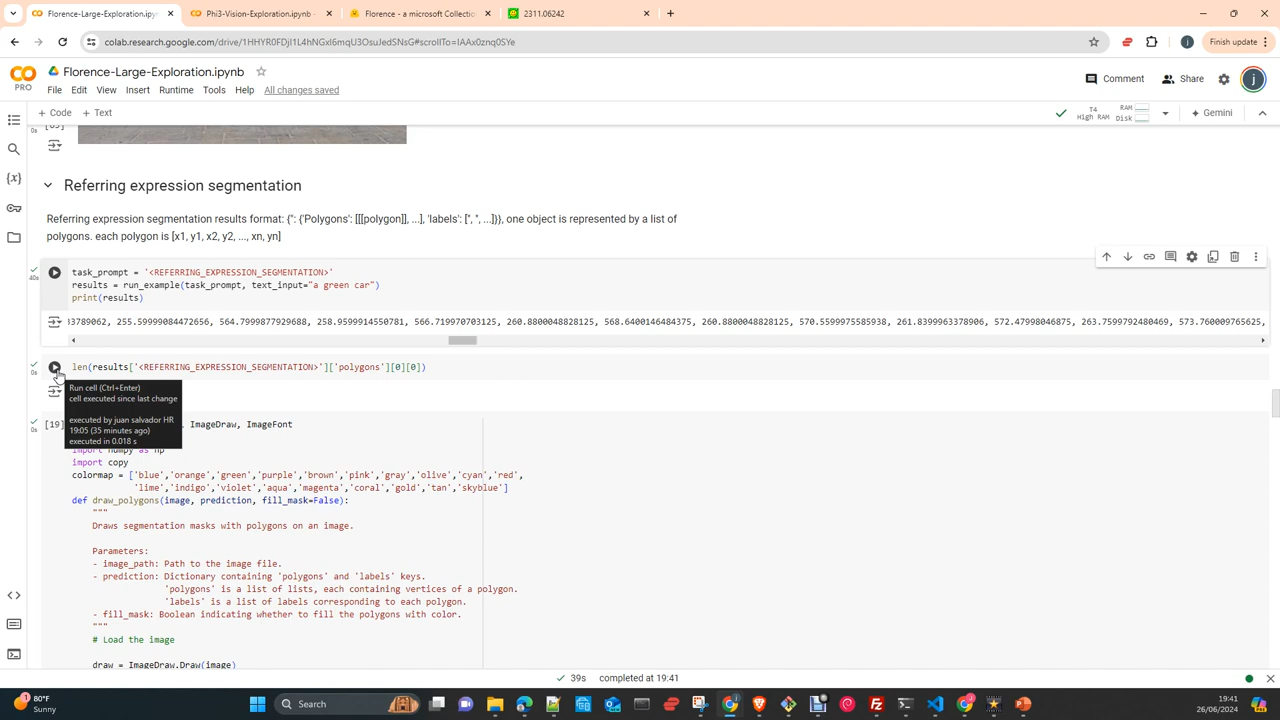 Florence-Large-Exploration.ipyn
Phi3-Vision-Exploration.ipynb -
Florence - a microsoft Collection
2311.06242
colab.research.google.com/drive/
Finish update
Florence-Large-Exploration.ipynb
PRO
File Edit View Insert Runtime Tools Help All changes saved
Comment
Share
j
+ Code + Text
T4
High RAM
RAM
Disk
Gemini
0s
Referring expression segmentation
Referring expression segmentation results format: {'': {'Polygons': [[[polygon]], ...], 'labels': ['', '', ...]}}, one object is represented by a list of
polygons. each polygon is [x1, y1, x2, y2, ..., xn, yn]
40s
task_prompt = '<REFERRING_EXPRESSION_SEGMENTATION>'
results = run_example(task_prompt, text_input="a green car")
print(results)
33789062, 255.59999084472656, 564.7999877929688, 258.9599914550781, 566.719970703125, 260.8800048828125, 568.6400146484375, 260.8800048828125, 570.5599975585938, 261.8399963378906, 572.47998046875, 263.7599792480469, 573.760009765625,
0s
len(results['<REFERRING_EXPRESSION_SEGMENTATION>']['polygons'][0][0])
Run cell (Ctrl+Enter)
cell executed since last change
executed by juan salvador HR
19:05 (35 minutes ago)
executed in 0.018 s
0s
[19]
, ImageDraw, ImageFont
import numpy as np
import copy
colormap = ['blue','orange','green','purple','brown','pink','gray','olive','cyan','red',
'lime','indigo','violet','aqua','magenta','coral','gold','tan','skyblue']
def draw_polygons(image, prediction, fill_mask=False):
"""
Draws segmentation masks with polygons on an image.
Parameters:
- image_path: Path to the image file.
- prediction: Dictionary containing 'polygons' and 'labels' keys.
'polygons' is a list of lists, each containing vertices of a polygon.
'labels' is a list of labels corresponding to each polygon.
- fill_mask: Boolean indicating whether to fill the polygons with color.
"""
# Load the image
draw = ImageDraw.Draw(image)
39s completed at 19:41
80°F
Sunny
Search
19:41
26/06/2024